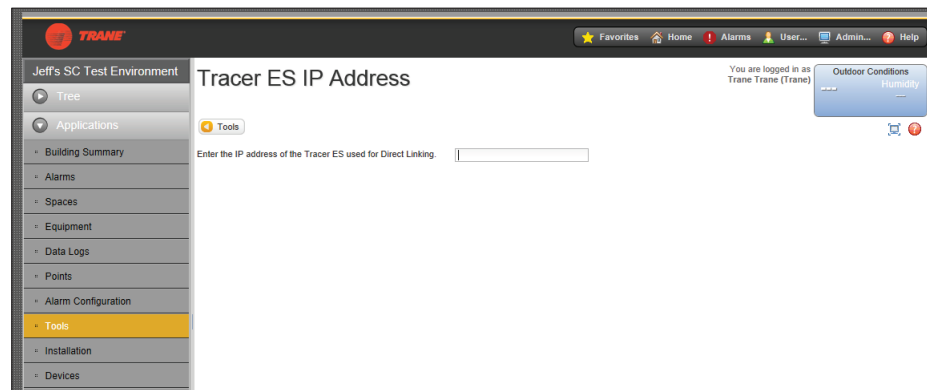 TRANE
Favorites Home Alarms User... Admin... Help
Jeff's SC Test Environment
Tree
Applications
Building Summary
Alarms
Spaces
Equipment
Data Logs
Points
Alarm Configuration
Tools
Installation
Devices
Tracer ES IP Address
You are logged in as
Trane Trane (Trane)
Outdoor Conditions
---
Humidity
---
Tools
Enter the IP address of the Tracer ES used for Direct Linking.